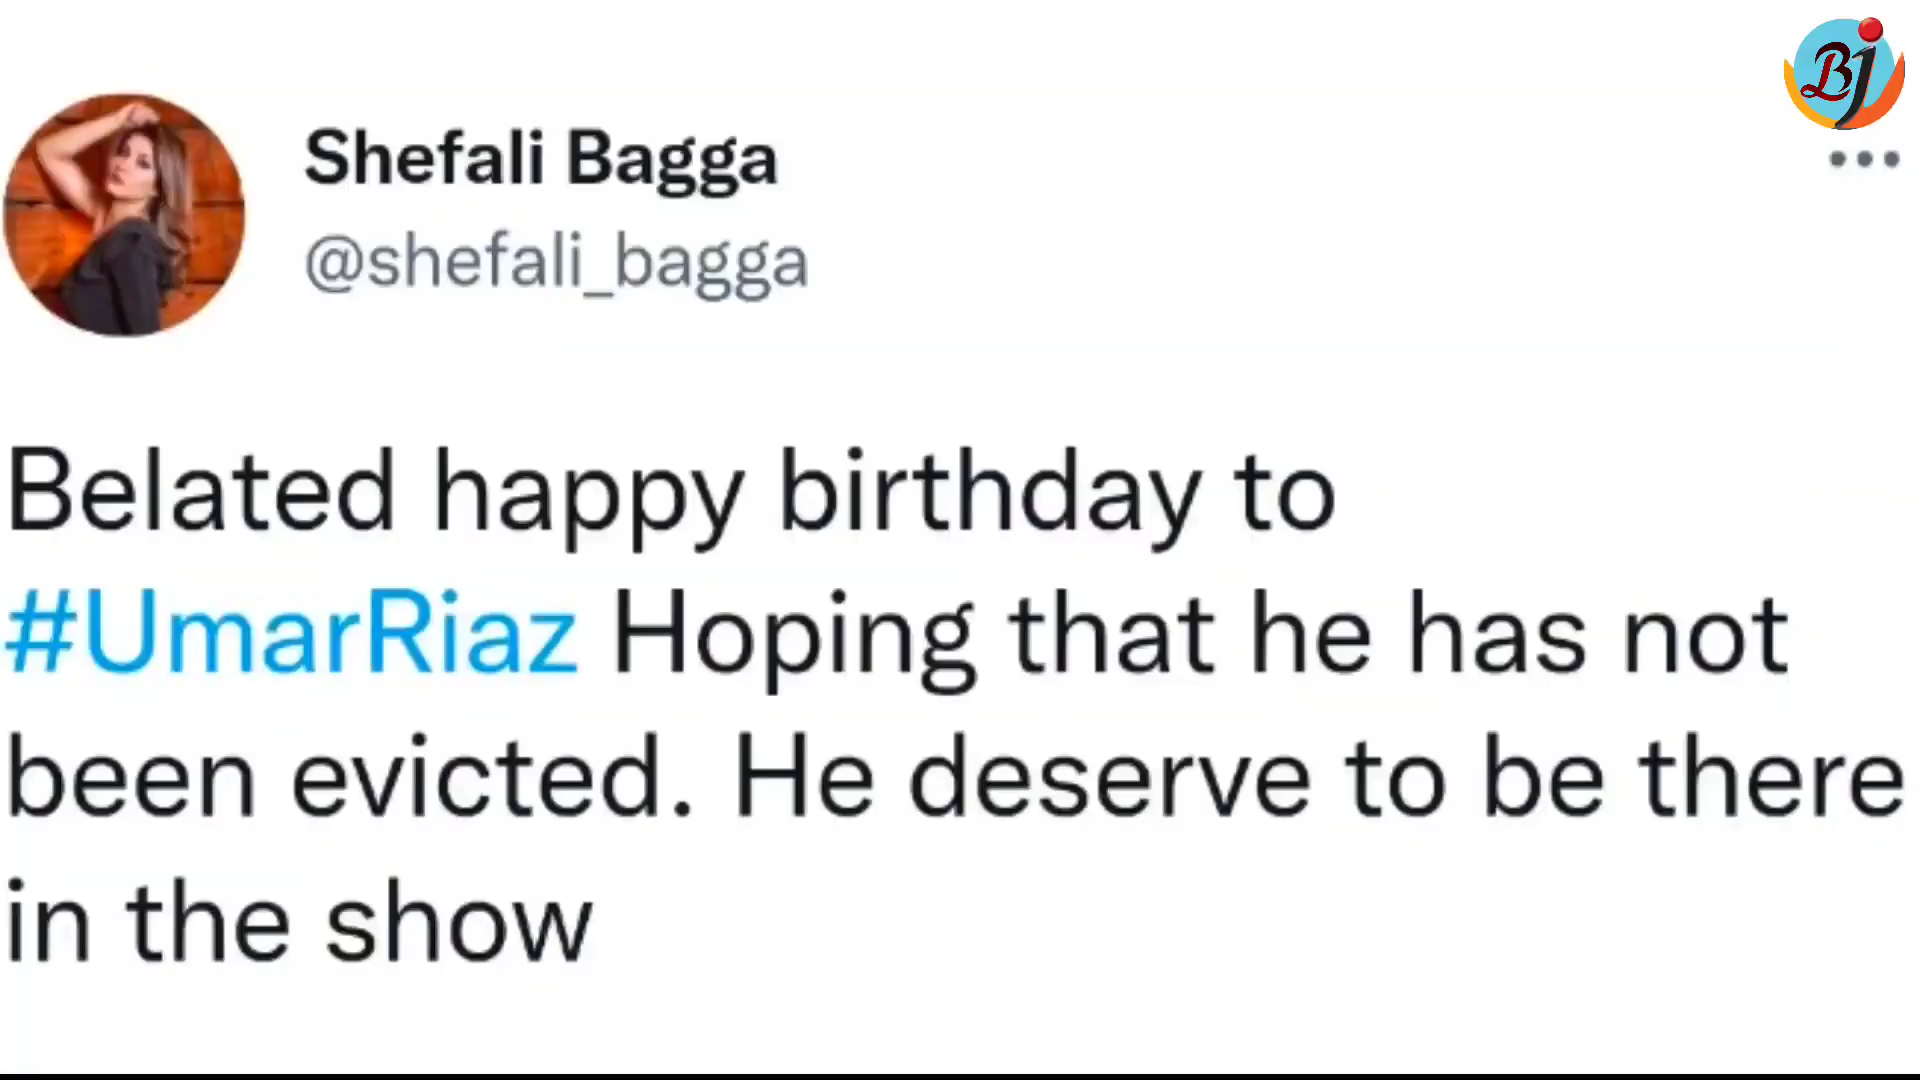 BJ
Shefali Bagga
@shefali_bagga
Belated happy birthday to
#UmarRiaz Hoping that he has not
been evicted. He deserve to be there
in the show